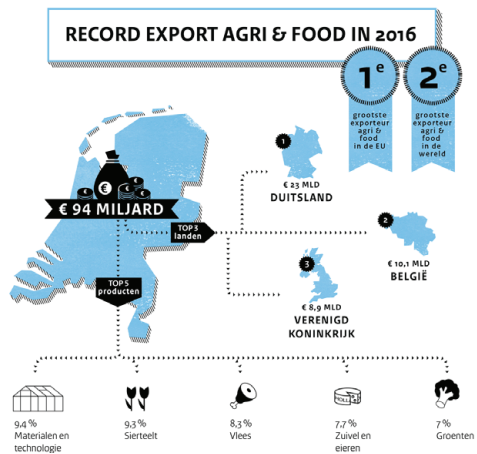 RECORD EXPORT AGRI & FOOD IN 2016
1e
grootste
exporteur
agri &
food
in de EU
2e
grootste
exporteur
agri &
food
in de
wereld
€
€
€ 94 MILJARD
TOP 3
landen
1
€ 23 MLD
DUITSLAND
2
€ 10,1 MLD
BELGIË
3
€ 8,9 MLD
VERENIGD
KONINKRIJK
TOP 5
producten
9,4 %
Materialen en
technologie
9,3 %
Sierteelt
8,3 %
Vlees
7,7 %
Zuivel en
eieren
7 %
Groenten